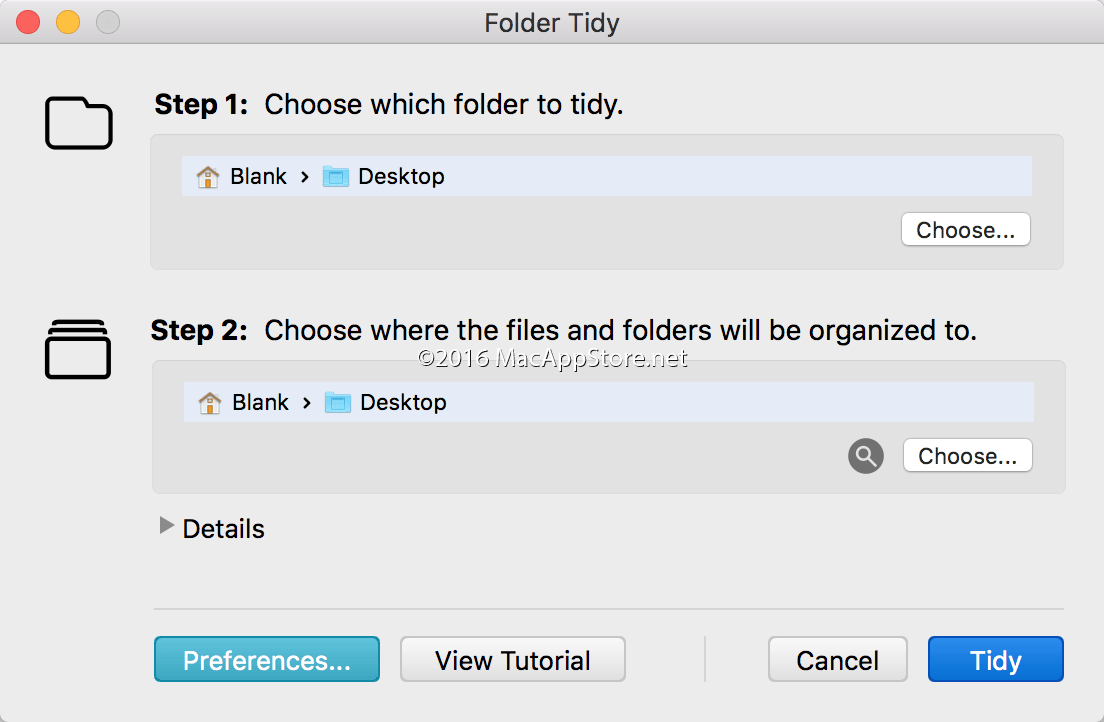 Folder Tidy
Step 1: Choose which folder to tidy.
Blank › Desktop
Choose...
Step 2: Choose where the files and folders will be organized to.
©2016 MacAppStore.net
Blank › Desktop
Choose...
Details
Preferences... View Tutorial Cancel Tidy